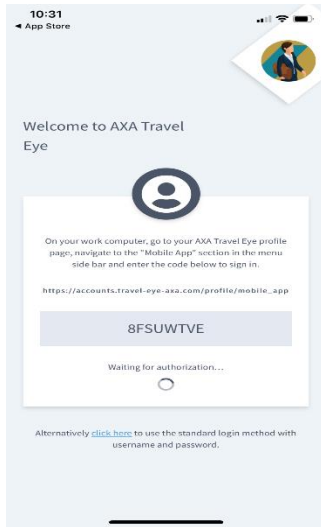 10:31
◄ App Store
Welcome to AXA Travel
Eye
On your work computer, go to your AXA Travel Eye profile
page, navigate to the "Mobile App" section in the menu
side bar and enter the code below to sign in.
https://accounts.travel-eye-axa.com/profile/mobile_app
8FSUWTVE
Waiting for authorization...
Alternatively click here to use the standard login method with
username and password.